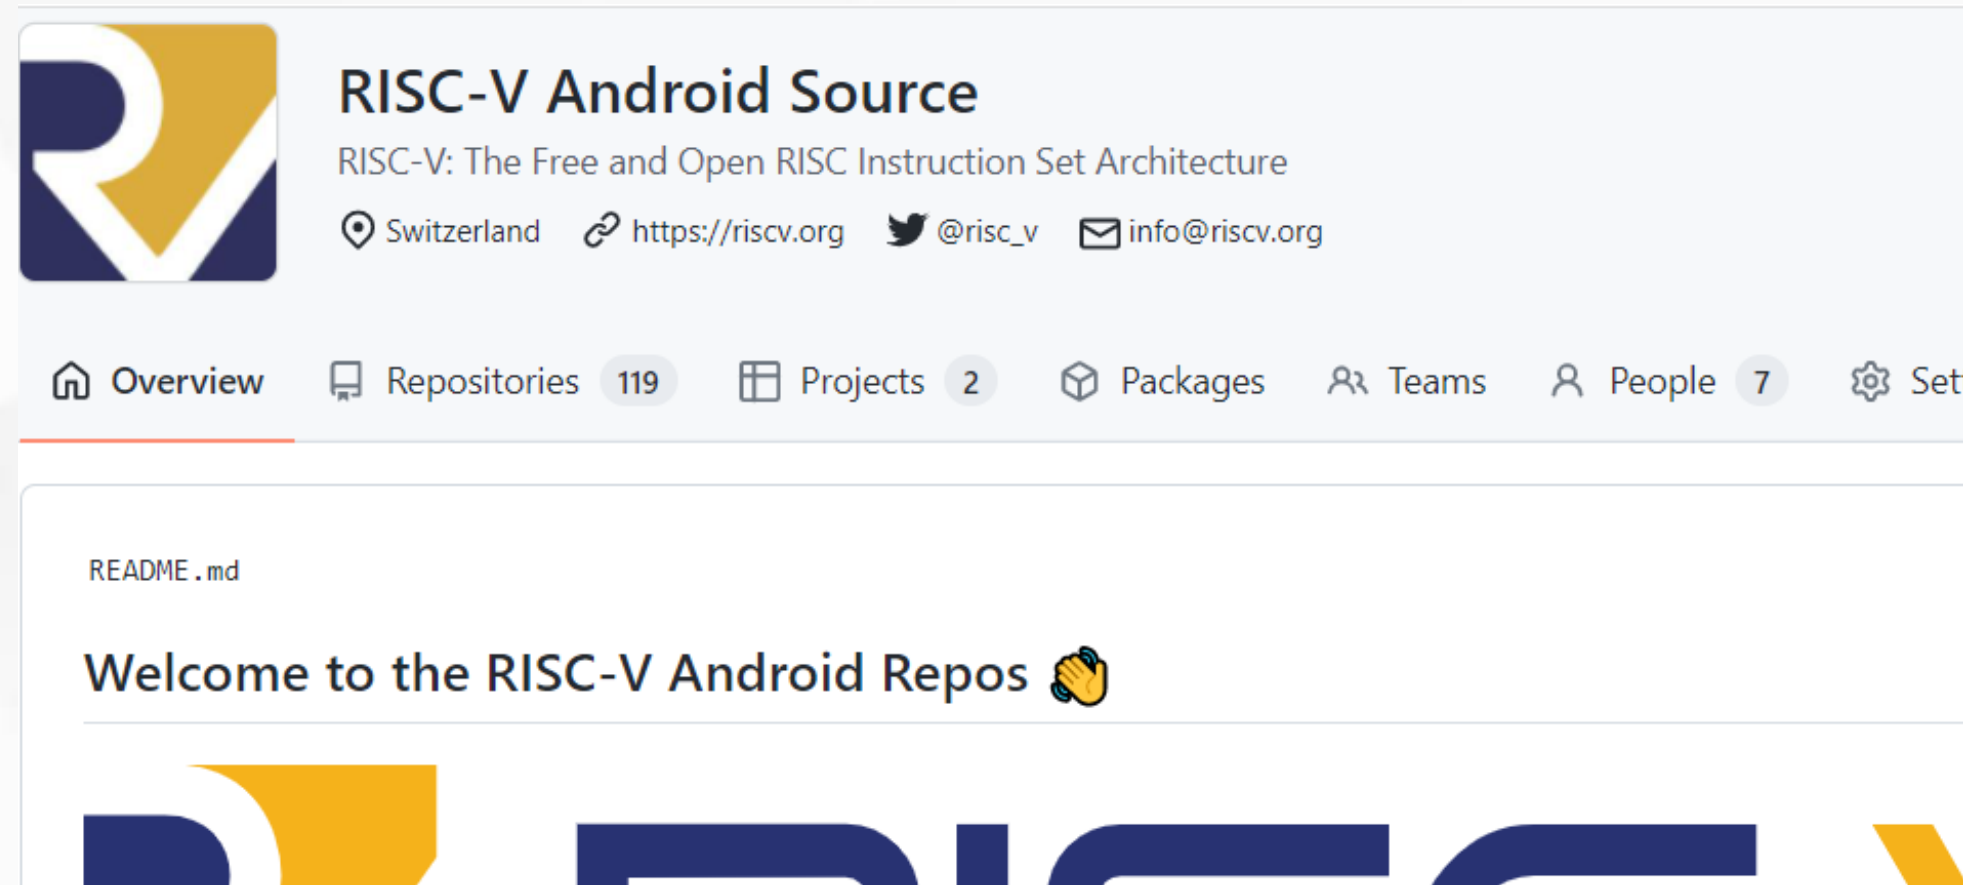 RISC-V Android Source
RISC-V: The Free and Open RISC Instruction Set Architecture
Switzerland https://riscv.org @risc_v info@riscv.org
Overview Repositories 119 Projects 2 Packages Teams People 7
README.md
Welcome to the RISC-V Android Repos 👋